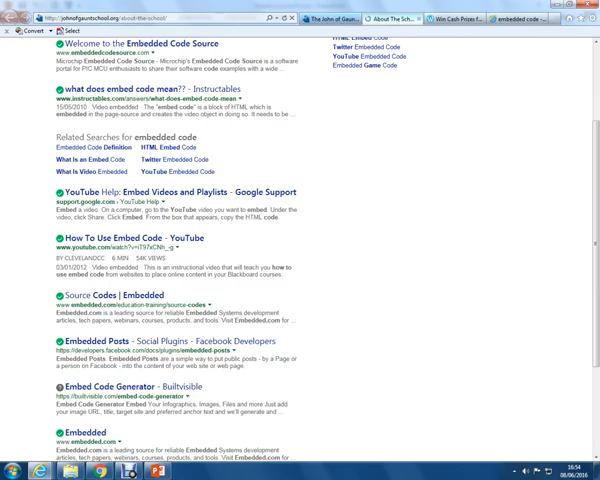 http://johnofgauntschool.org/about-the-school/
The John of Gaun...
About The Sch...
Win Cash Prizes f...
embedded code -...
x Convert Select
Welcome to the Embedded Code Source
www.embeddedcodesource.com
Microchip Embedded Code Source - Microchip's Embedded Code Source is a software
portal for PIC MCU enthusiasts to share their software code examples with a wide ...
what does embed code mean?? - Instructables
www.instructables.com/answers/what-does-embed-code-mean
15/05/2010 · Video embedded · The "embed code" is a block of HTML which is
embedded in the page-source and creates the video object in doing so. It needs to be ...
Related Searches for embedded code
Embedded Code Definition
HTML Embed Code
What Is an Embed Code
Twitter Embedded Code
What Is Video Embedded
YouTube Embedded Code
YouTube Help: Embed Videos and Playlists - Google Support
support.google.com › YouTube Help
Embed a video. On a computer, go to the YouTube video you want to embed. Under the
video, click Share. Click Embed. From the box that appears, copy the HTML code.
How To Use Embed Code - YouTube
www.youtube.com/watch?v=iT97xCNh_-g
BY CLEVELANDCC 6 MIN 54K VIEWS
03/01/2012 · Video embedded · This is an instructional video that will teach you how to
use embed code from websites to place online content in your Blackboard courses.
Source Codes | Embedded
www.embedded.com/education-training/source-codes
Embedded.com is a leading source for reliable Embedded Systems development
articles, tech papers, webinars, courses, products, and tools. Visit Embedded.com for ...
Embedded Posts - Social Plugins - Facebook Developers
https://developers.facebook.com/docs/plugins/embedded-posts
Embedded Posts. Embedded Posts are a simple way to put public posts - by a Page or
a person on Facebook - into the content of your web site or web page.
Embed Code Generator - Builtvisible
https://builtvisible.com/embed-code-generator
Embed Code Generator Embed Your Infographics, Images, Files and more Just add
your image URL, title, target site and preferred anchor text and we'll generate and ...
Embedded
www.embedded.com
Embedded.com is a leading source for reliable Embedded Systems development
articles, tech papers, webinars, courses, products, and tools. Visit Embedded.com for ...
HTML Embed Code
Twitter Embedded Code
YouTube Embedded Code
Embedded Game Code
16:54
08/06/2016